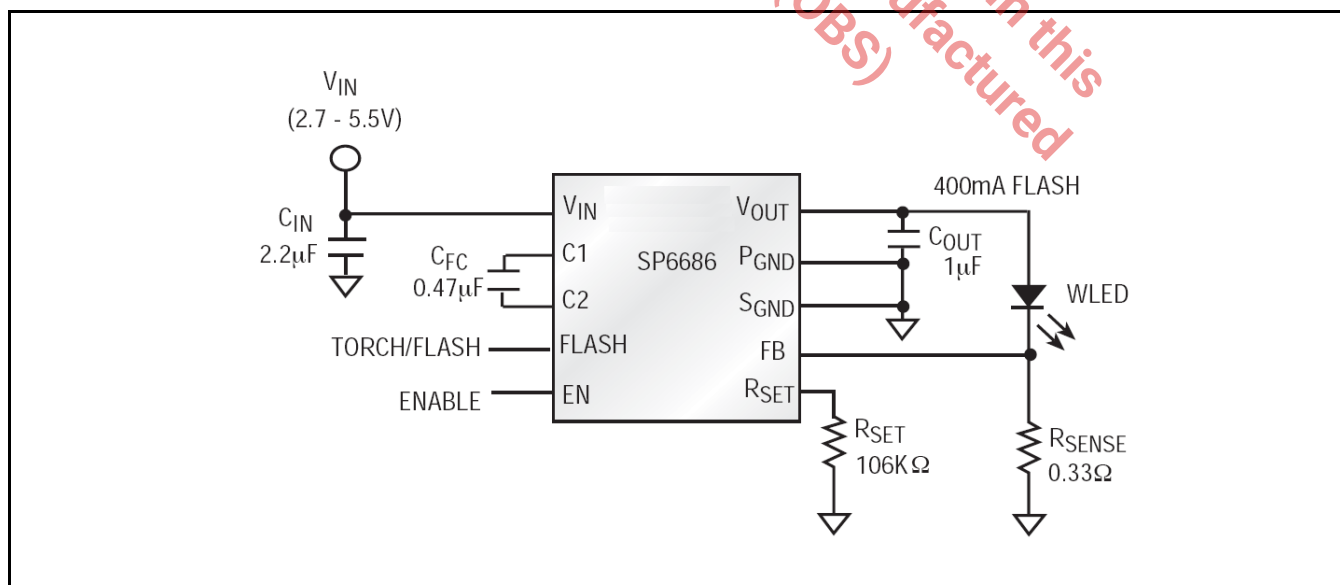 (OBS)
n this
ufactured
VIN
(2.7 - 5.5V)
CIN
2.2µF
CFC
0.47µF
TORCH/FLASH
ENABLE
VIN
C1
C2
FLASH
EN
SP6686
VOUT
PGND
SGND
FB
RSET
400mA FLASH
COUT
1µF
WLED
RSET
106KΩ
RSENSE
0.33Ω